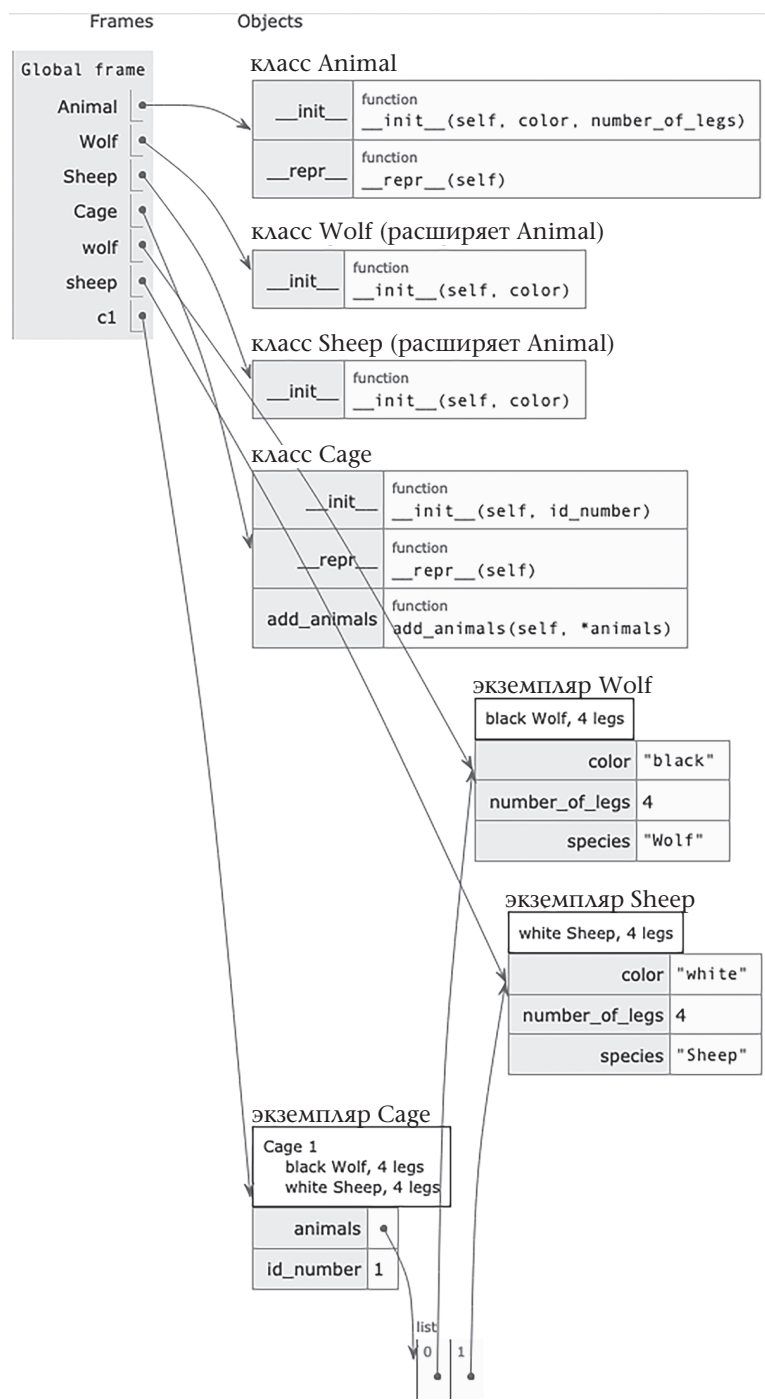 Frames Objects
Global frame
Animal
Wolf
Sheep
Cage
wolf
sheep
c1
класс Animal
__init__
function
__init__(self, color, number_of_legs)
__repr__
function
__repr__(self)
класс Wolf (расширяет Animal)
__init__
function
__init__(self, color)
класс Sheep (расширяет Animal)
__init__
function
__init__(self, color)
класс Cage
__init__
function
__init__(self, id_number)
__repr__
function
__repr__(self)
add_animals
function
add_animals(self, *animals)
экземпляр Wolf
black Wolf, 4 legs
color "black"
number_of_legs 4
species "Wolf"
экземпляр Sheep
white Sheep, 4 legs
color "white"
number_of_legs 4
species "Sheep"
экземпляр Cage
Cage 1
black Wolf, 4 legs
white Sheep, 4 legs
animals
id_number 1
list
0 1